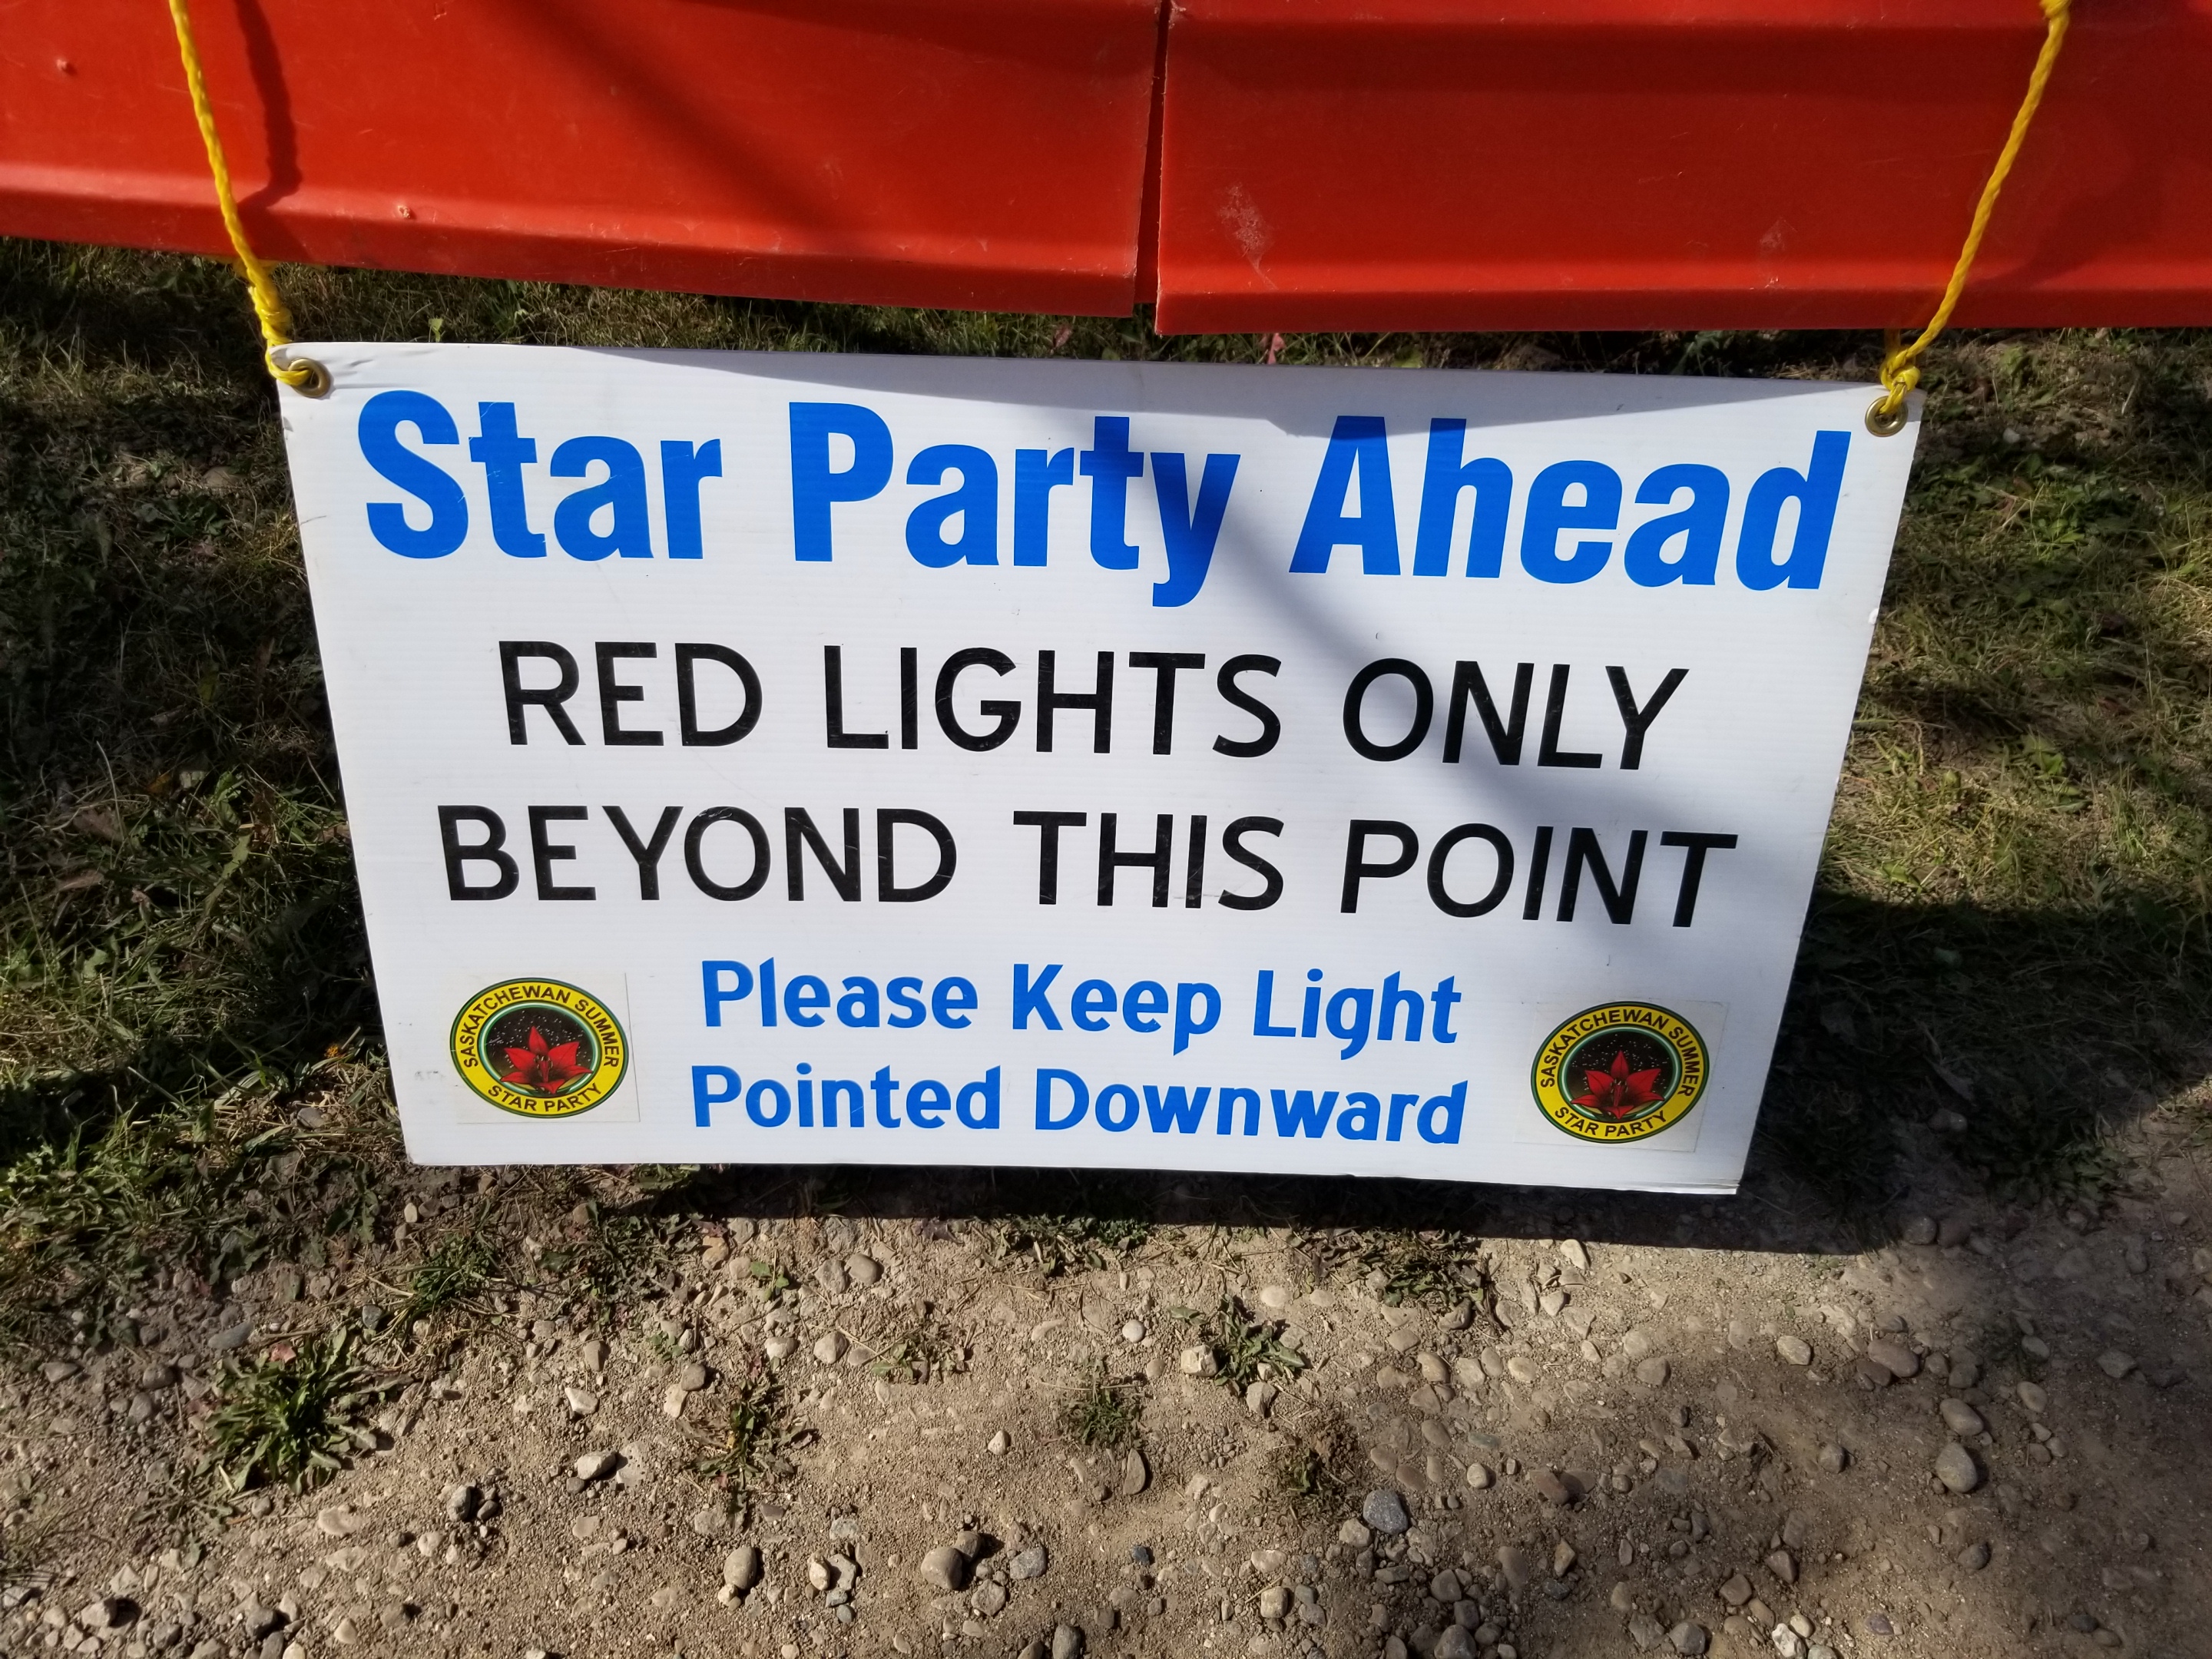 Star Party Ahead
RED LIGHTS ONLY
BEYOND THIS POINT
Please Keep Light
Pointed Downward
SASKATCHEWAN SUMMER
STAR PARTY
SASKATCHEWAN SUMMER
STAR PARTY